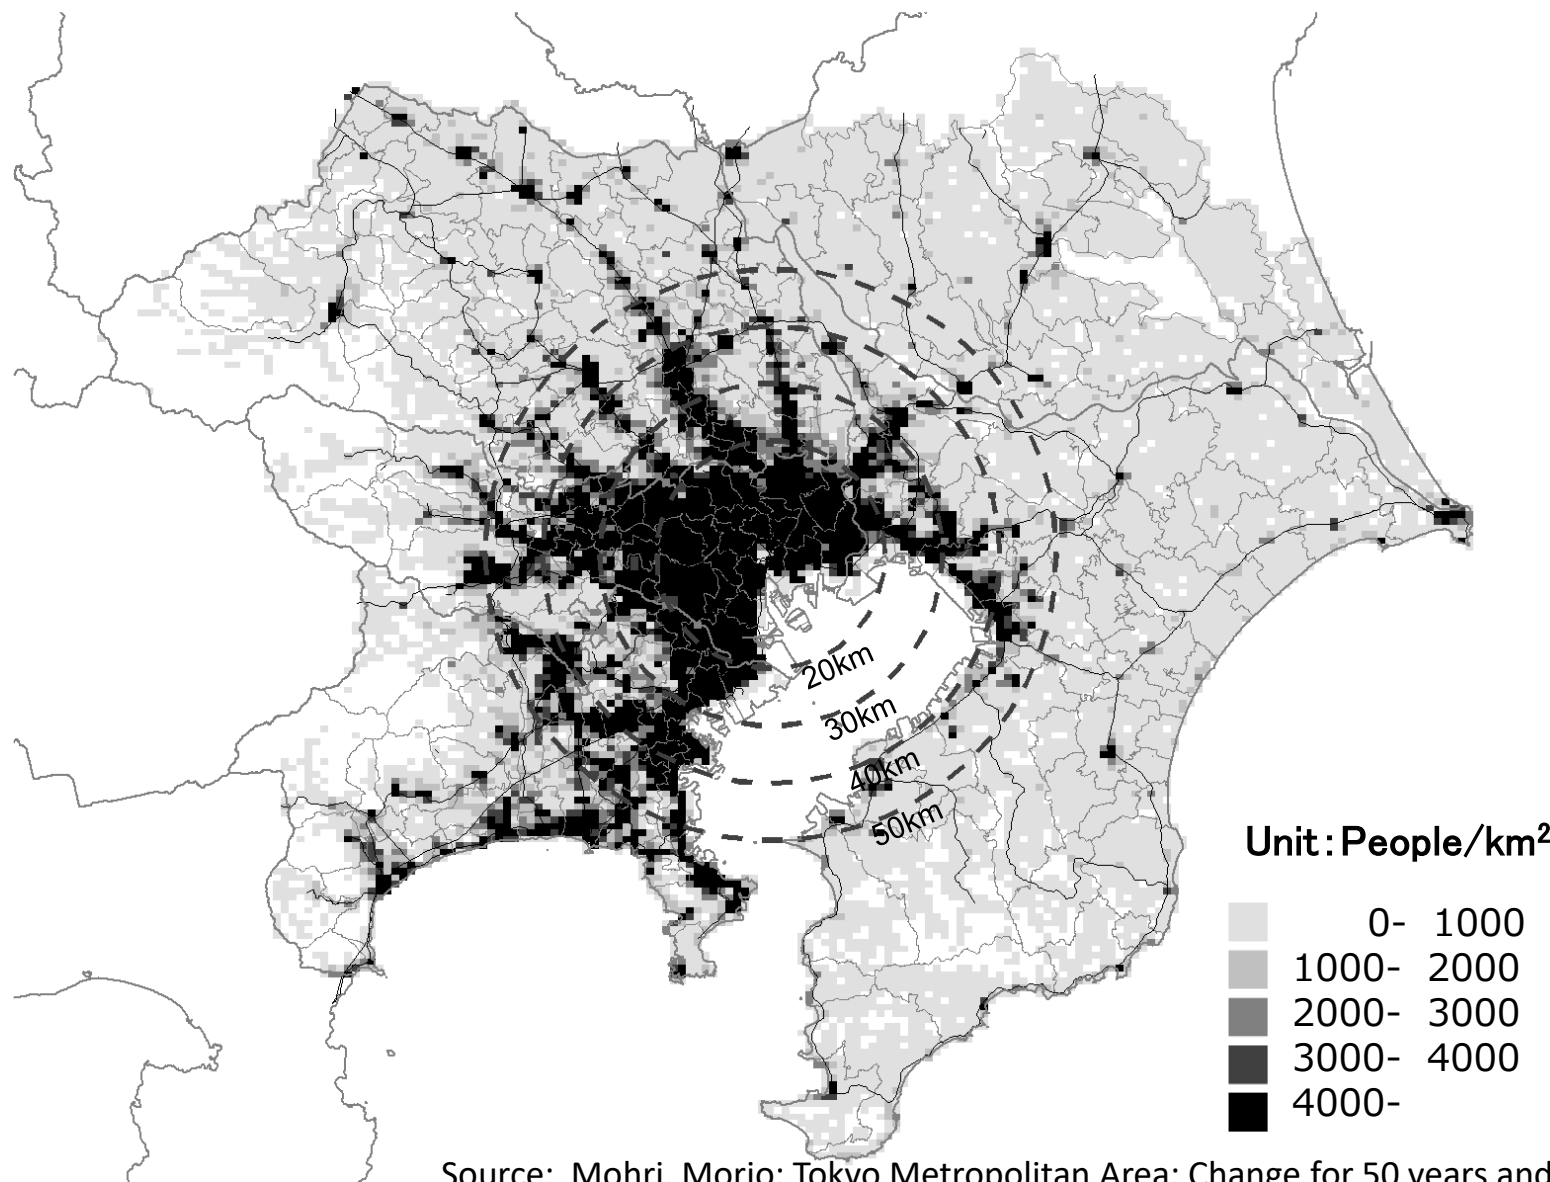 20km
30km
40km
50km
Unit:People/km²
0- 1000
1000- 2000
2000- 3000
3000- 4000
4000-
Source: Mohri, Morio: Tokyo Metropolitan Area: Change for 50 years and